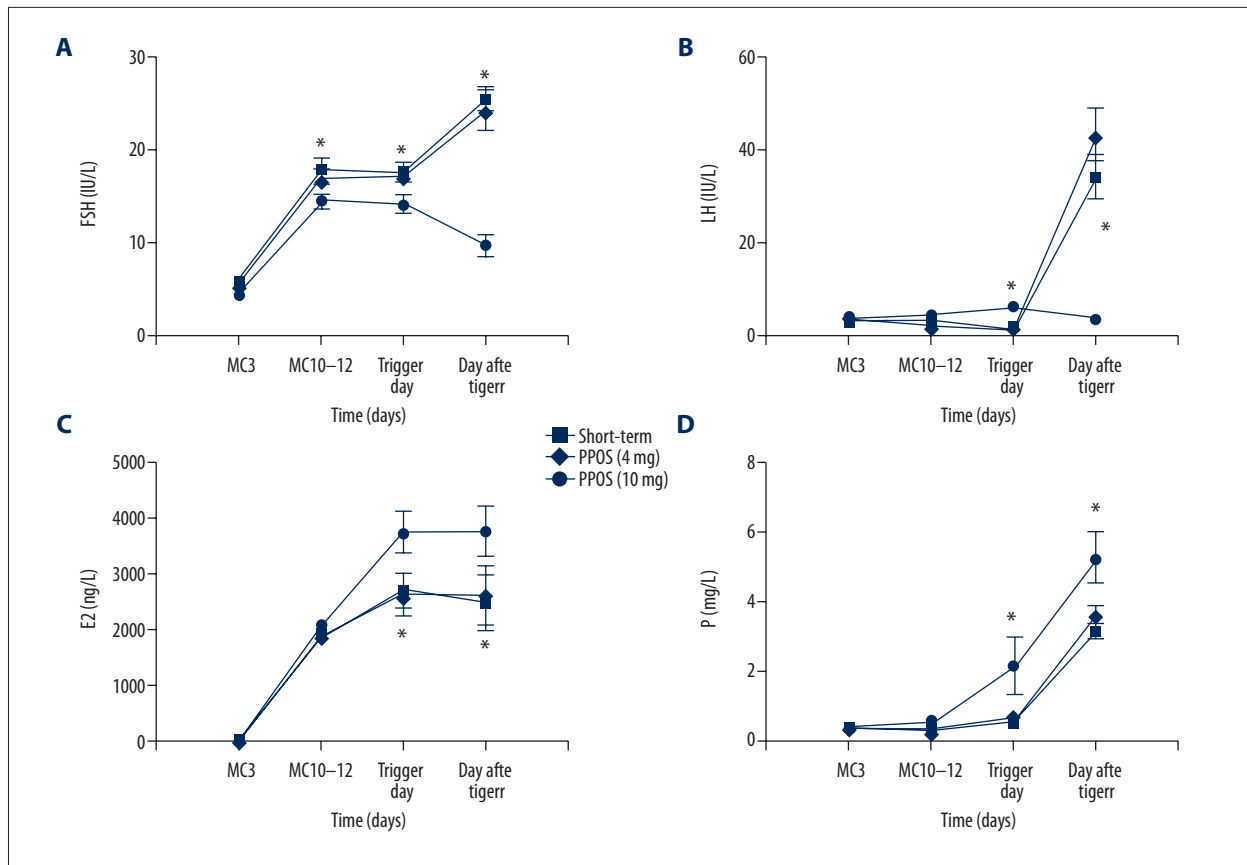 A
30
20
10
0
FSH (IU/L)
*
*
*
MC3
MC10–12
Trigger
day
Day afte
tigerr
Time (days)
B
60
40
20
0
LH (IU/L)
*
*
MC3
MC10–12
Trigger
day
Day afte
tigerr
Time (days)
C
5000
4000
3000
2000
1000
0
E2 (ng/L)
*
*
MC3
MC10–12
Trigger
day
Day afte
tigerr
Time (days)
Short-term
PPOS (4 mg)
PPOS (10 mg)
D
8
6
4
2
0
P (mg/L)
*
*
MC3
MC10–12
Trigger
day
Day afte
tigerr
Time (days)